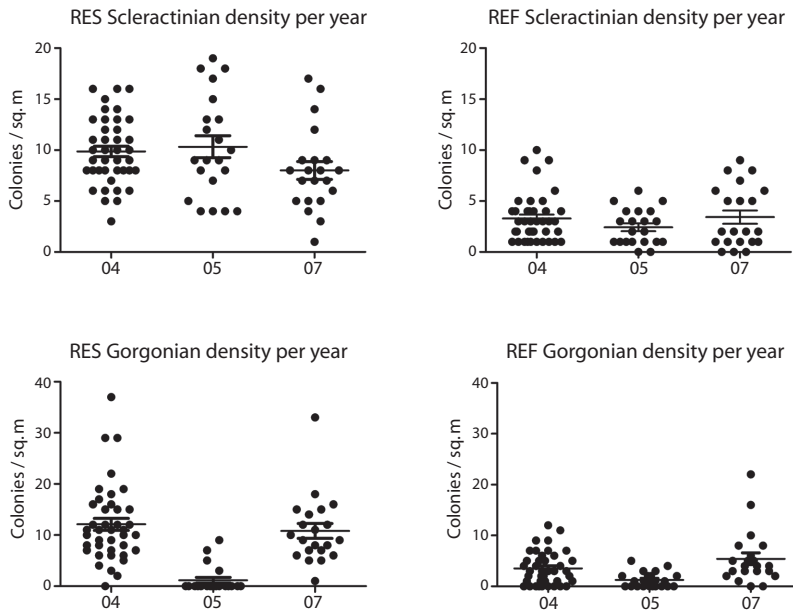 RES Scleractinian density per year
Colonies / sq. m
20
15
10
5
0
04 05 07
REF Scleractinian density per year
Colonies / sq. m
20
15
10
5
0
04 05 07
RES Gorgonian density per year
Colonies / sq. m
40
30
20
10
0
04 05 07
REF Gorgonian density per year
Colonies / sq. m
40
30
20
10
0
04 05 07